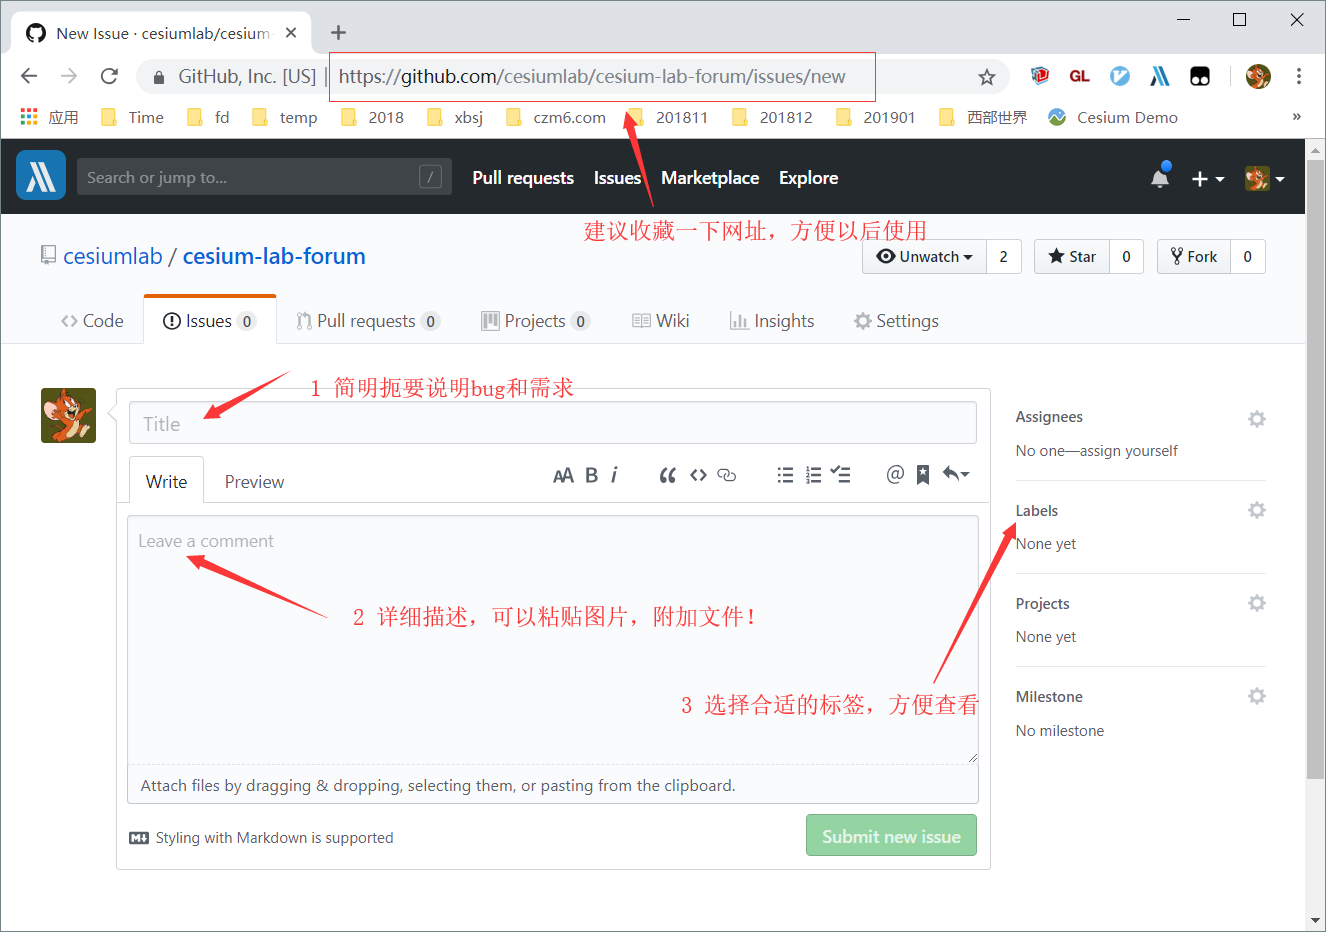 New Issue · cesiumlab/cesium-
GitHub, Inc. [US] | https://github.com/cesiumlab/cesium-lab-forum/issues/new
GL
应用 Time fd temp 2018 xbsj czm6.com 201811 201812 201901 西部世界 Cesium Demo »
Search or jump to... / Pull requests Issues Marketplace Explore
建议收藏一下网址，方便以后使用
cesiumlab / cesium-lab-forum Unwatch 2 Star 0 Fork 0
Code Issues 0 Pull requests 0 Projects 0 Wiki Insights Settings
1 简明扼要说明bug和需求
Title
Write Preview AA B i @
Leave a comment
2 详细描述，可以粘贴图片，附加文件！
3 选择合适的标签，方便查看
Attach files by dragging & dropping, selecting them, or pasting from the clipboard.
Styling with Markdown is supported Submit new issue
Assignees
No one—assign yourself
Labels
None yet
Projects
None yet
Milestone
No milestone